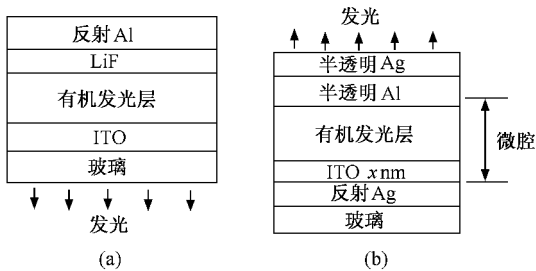 反射Al
LiF
有机发光层
ITO
玻璃
发光
(a)
发光
半透明Ag
半透明Al
有机发光层
ITO xnm
反射Ag
玻璃
微腔
(b)